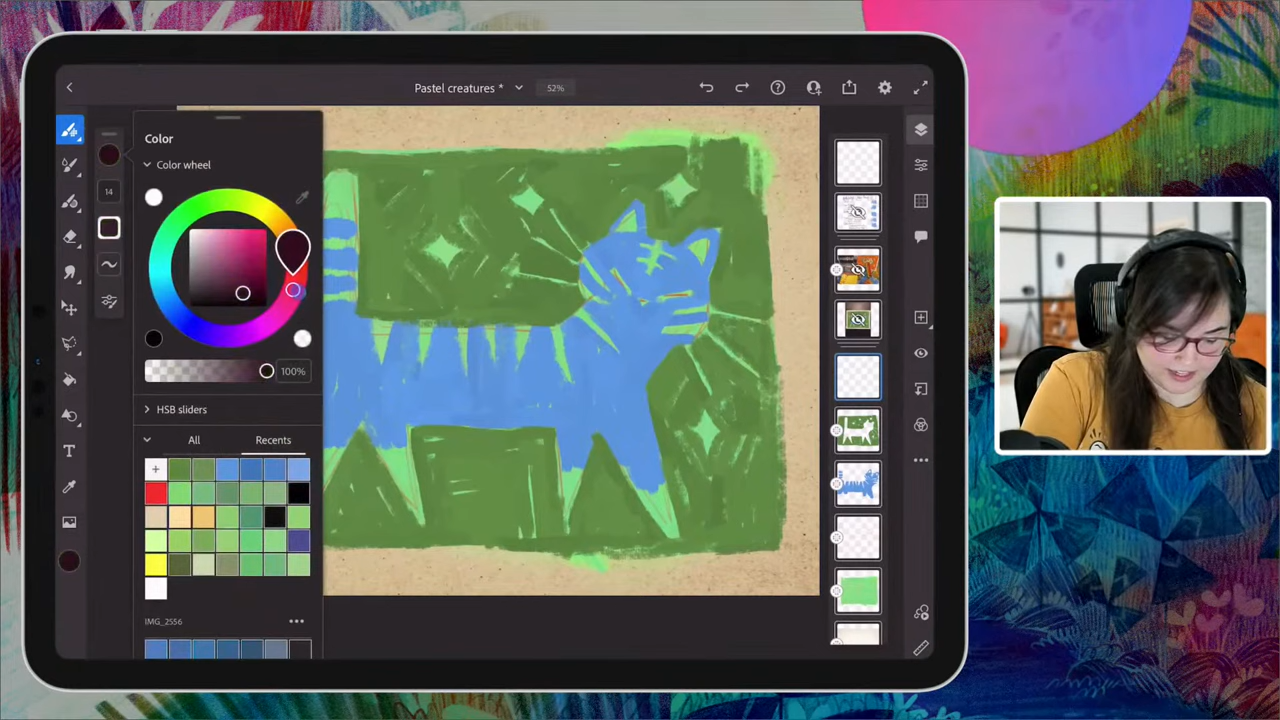 Pastel creatures *
52%
Color
Color wheel
14
100%
HSB sliders
All
Recents
IMG_2556